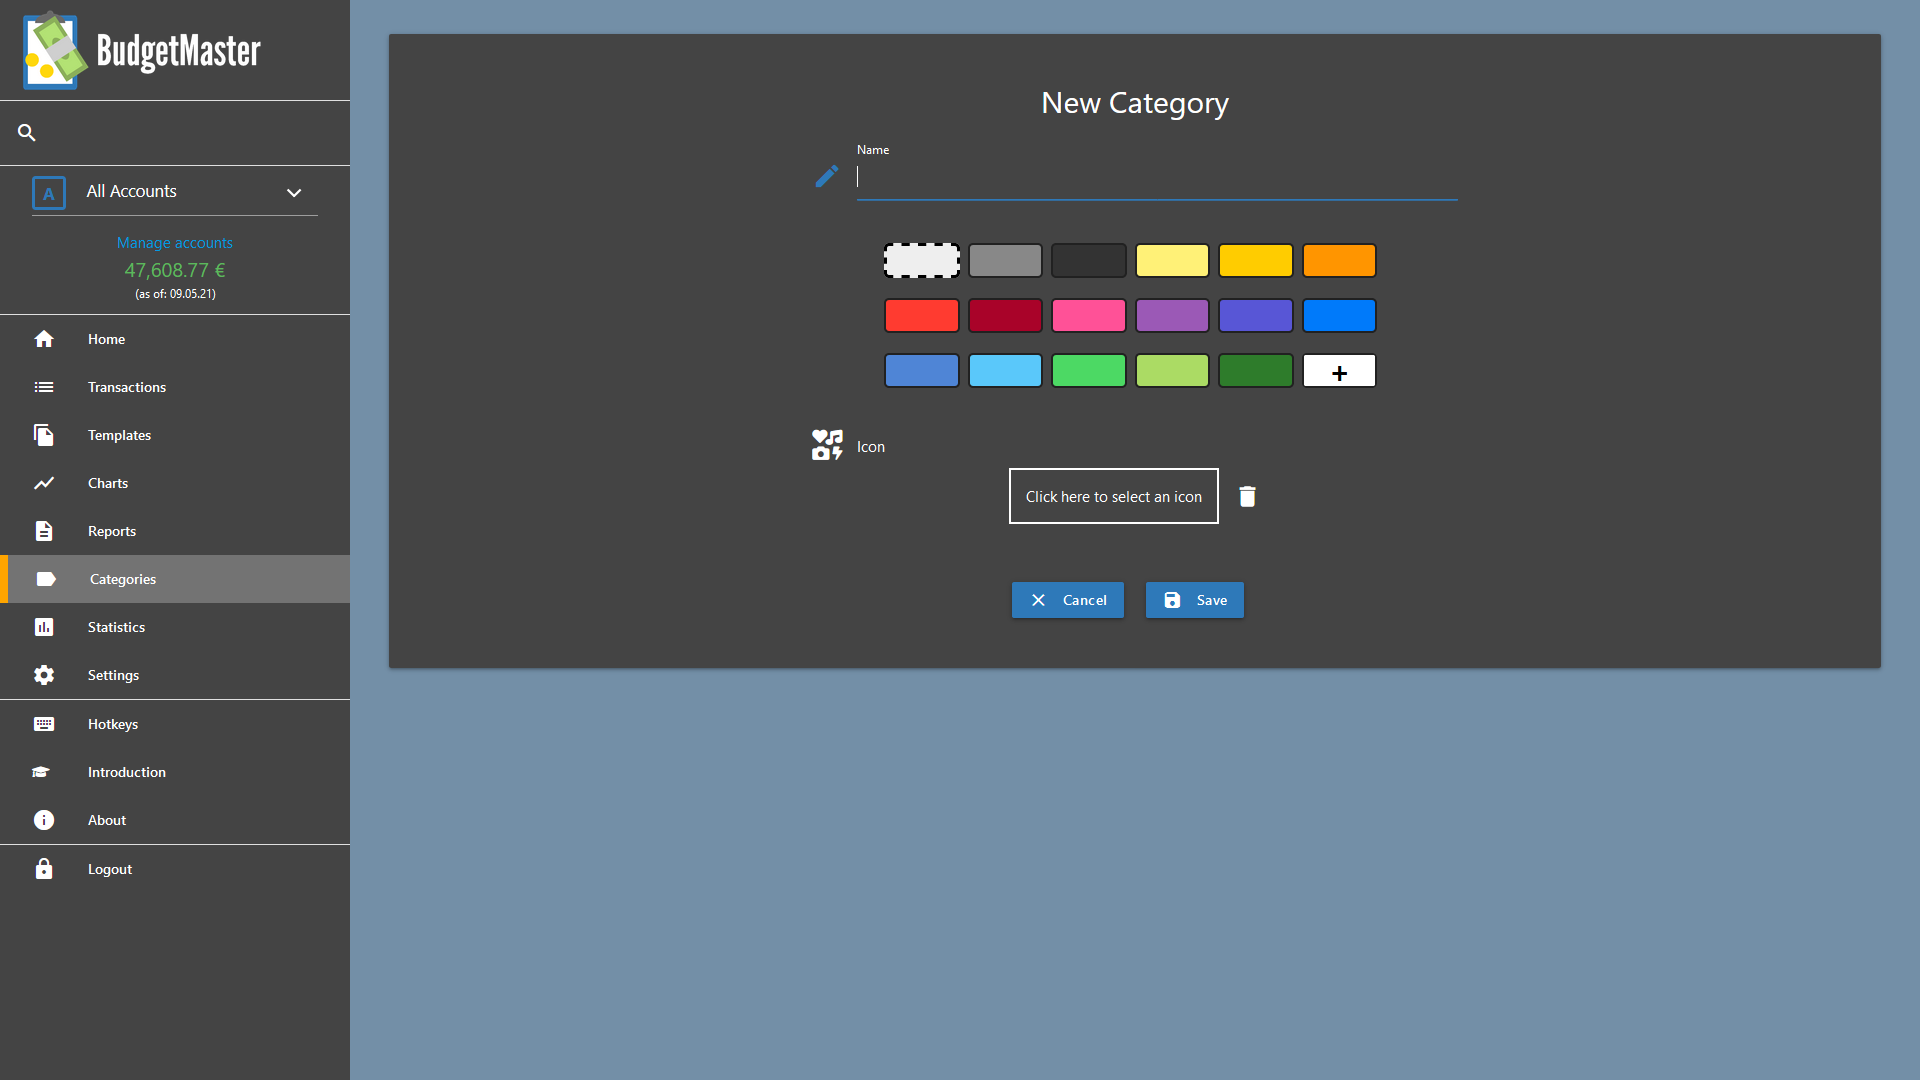 BudgetMaster
A
All Accounts
Manage accounts
47,608.77 €
(as of: 09.05.21)
Home
Transactions
Templates
Charts
Reports
Categories
Statistics
Settings
Hotkeys
Introduction
About
Logout
New Category
Name
+
Icon
Click here to select an icon
Cancel
Save